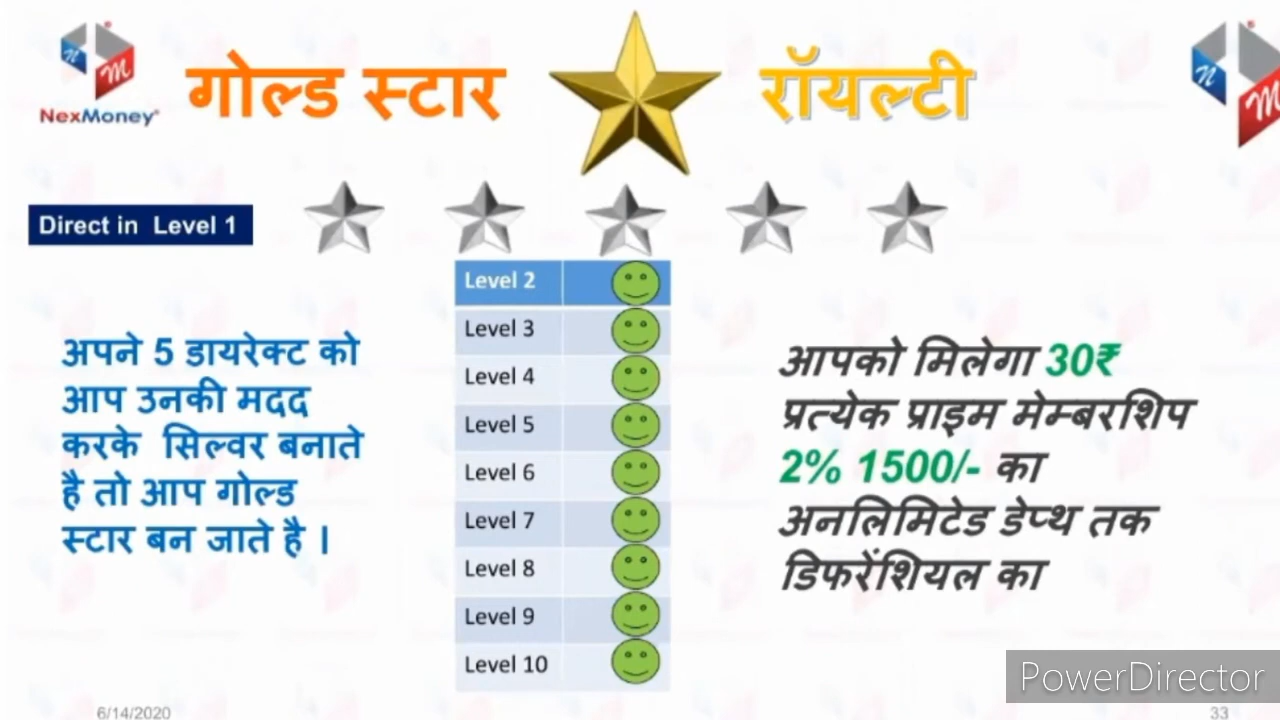 NexMoney
गोल्ड स्टार रॉयल्टी
Direct in Level 1
अपने 5 डायरेक्ट को
आप उनकी मदद
करके सिल्वर बनाते
है तो आप गोल्ड
स्टार बन जाते है ।
Level 2
Level 3
Level 4
Level 5
Level 6
Level 7
Level 8
Level 9
Level 10
आपको मिलेगा 30₹
प्रत्येक प्राइम मेम्बरशिप
2% 1500/- का
अनलिमिटेड डेप्थ तक
डिफरेंशियल का
PowerDirector
6/14/2020
33